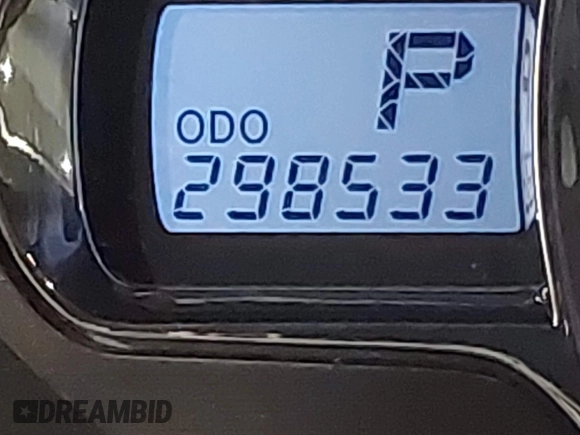 P
ODO
298533
DREAMBID